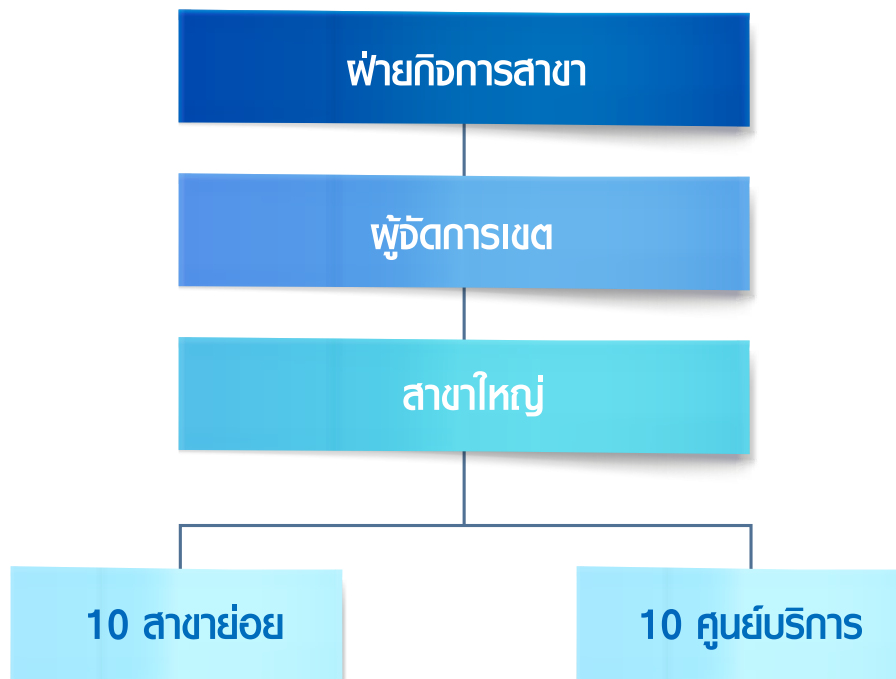 ฝ่ายกิจการสาขา
ผู้จัดการเขต
สาขาใหญ่
10 สาขาย่อย
10 ศูนย์บริการ